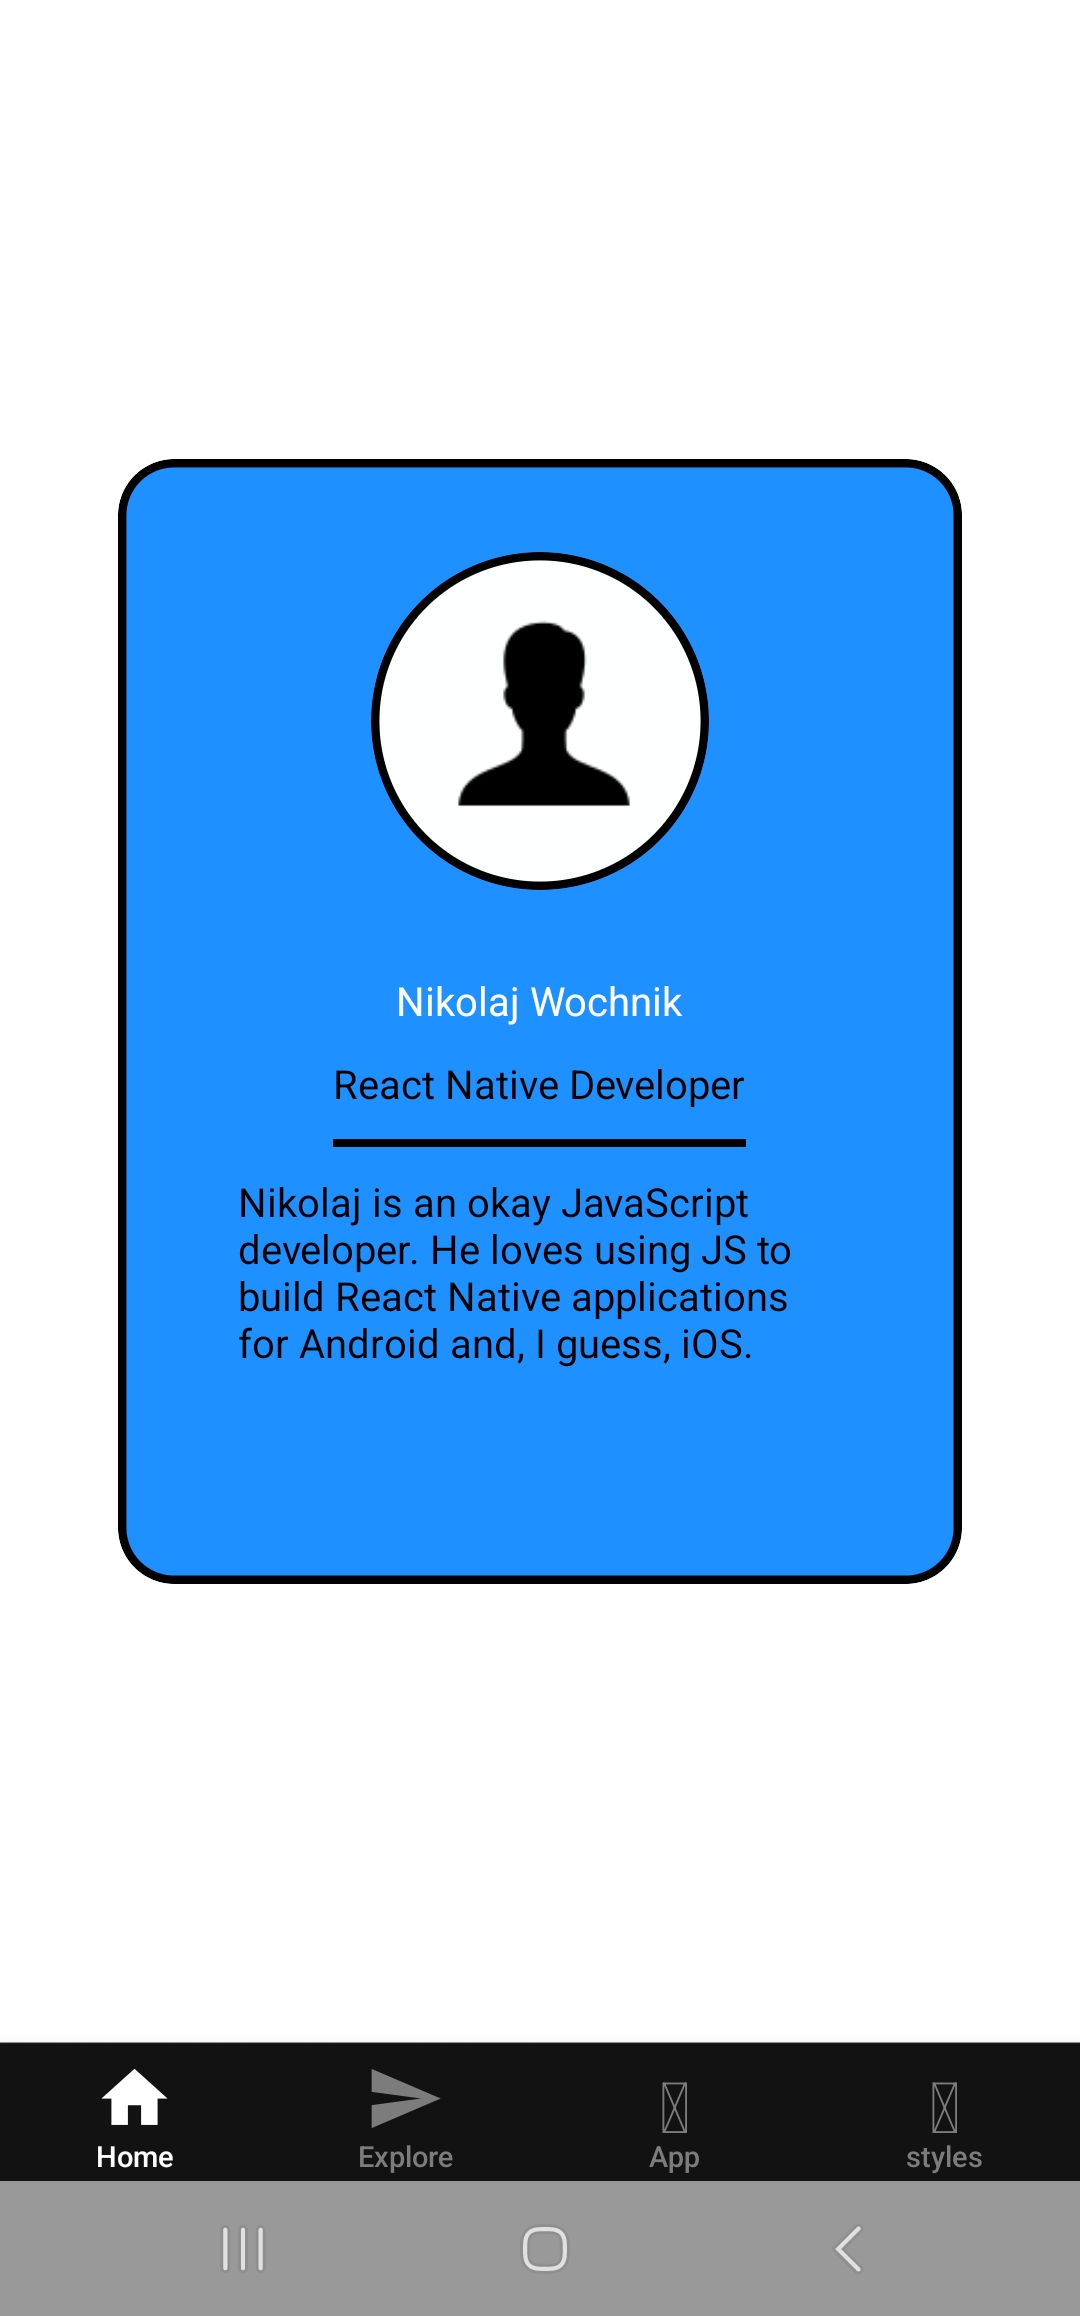 Nikolaj Wochnik
React Native Developer
Nikolaj is an okay JavaScript
developer. He loves using JS to
build React Native applications
for Android and, I guess, iOS.
Home Explore App styles